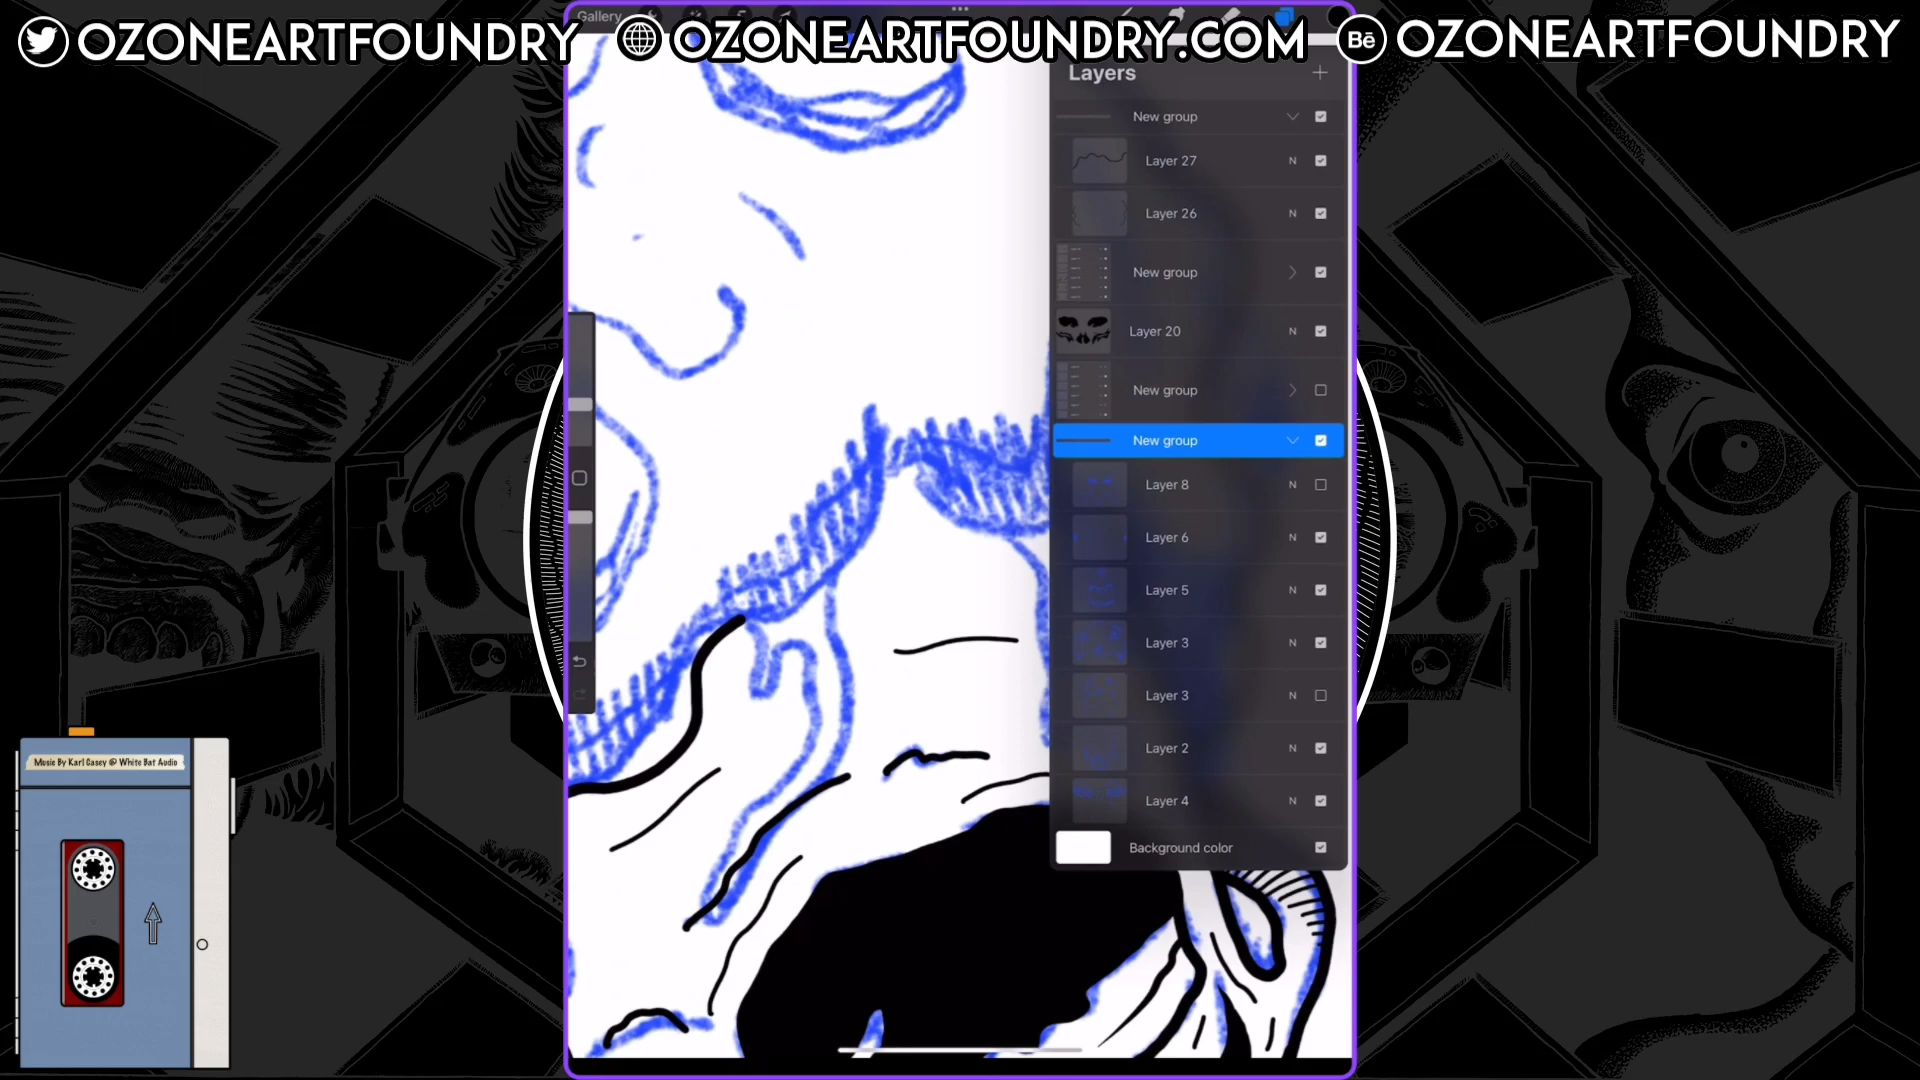 Gallery
OZONEARTFOUNDRY OZONEARTFOUNDRY.COM Bē OZONEARTFOUNDRY
Layers
New group
Layer 27 N
Layer 26 N
New group
Layer 20 N
New group
New group
Layer 8 N
Layer 6 N
Layer 5 N
Layer 3 N
Layer 3 N
Layer 2 N
Layer 4 N
Background color
Music By Karl Casey @ White Bat Audio